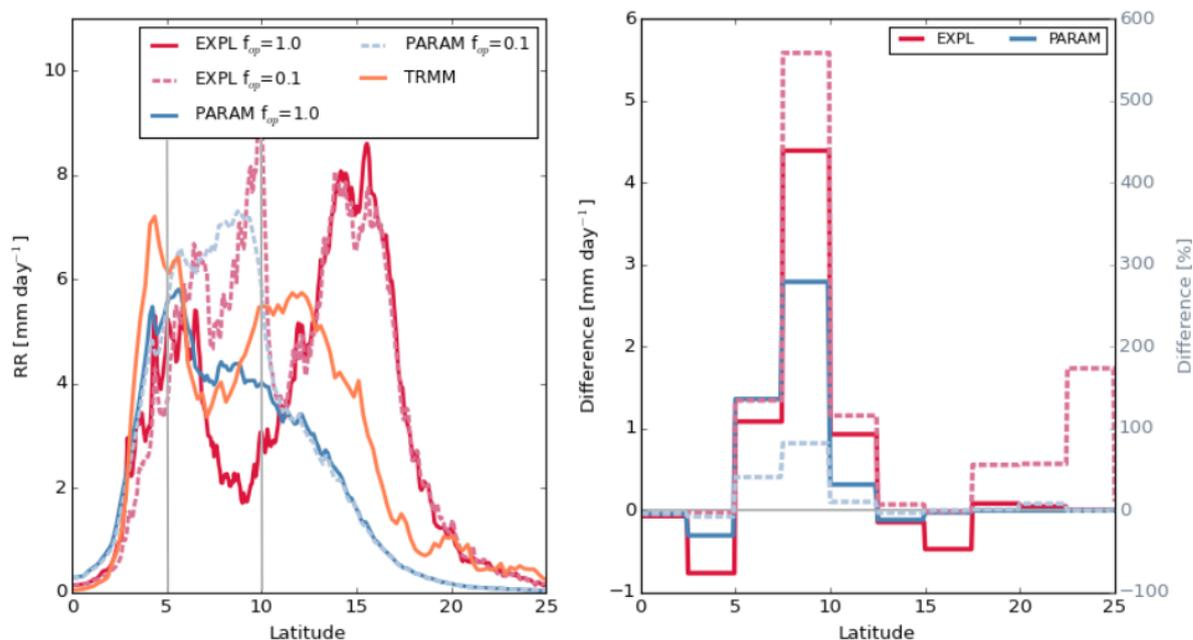 EXPL f_op=1.0
EXPL f_op=0.1
PARAM f_op=1.0
PARAM f_op=0.1
TRMM
RR [ mm day⁻¹ ]
10
8
6
4
2
0
0 5 10 15 20 25
Latitude
EXPL PARAM
Difference [mm day⁻¹ ]
6
5
4
3
2
1
0
−1
0 5 10 15 20 25
Latitude
600
500
400
300
200
100
0
−100
Difference [%]